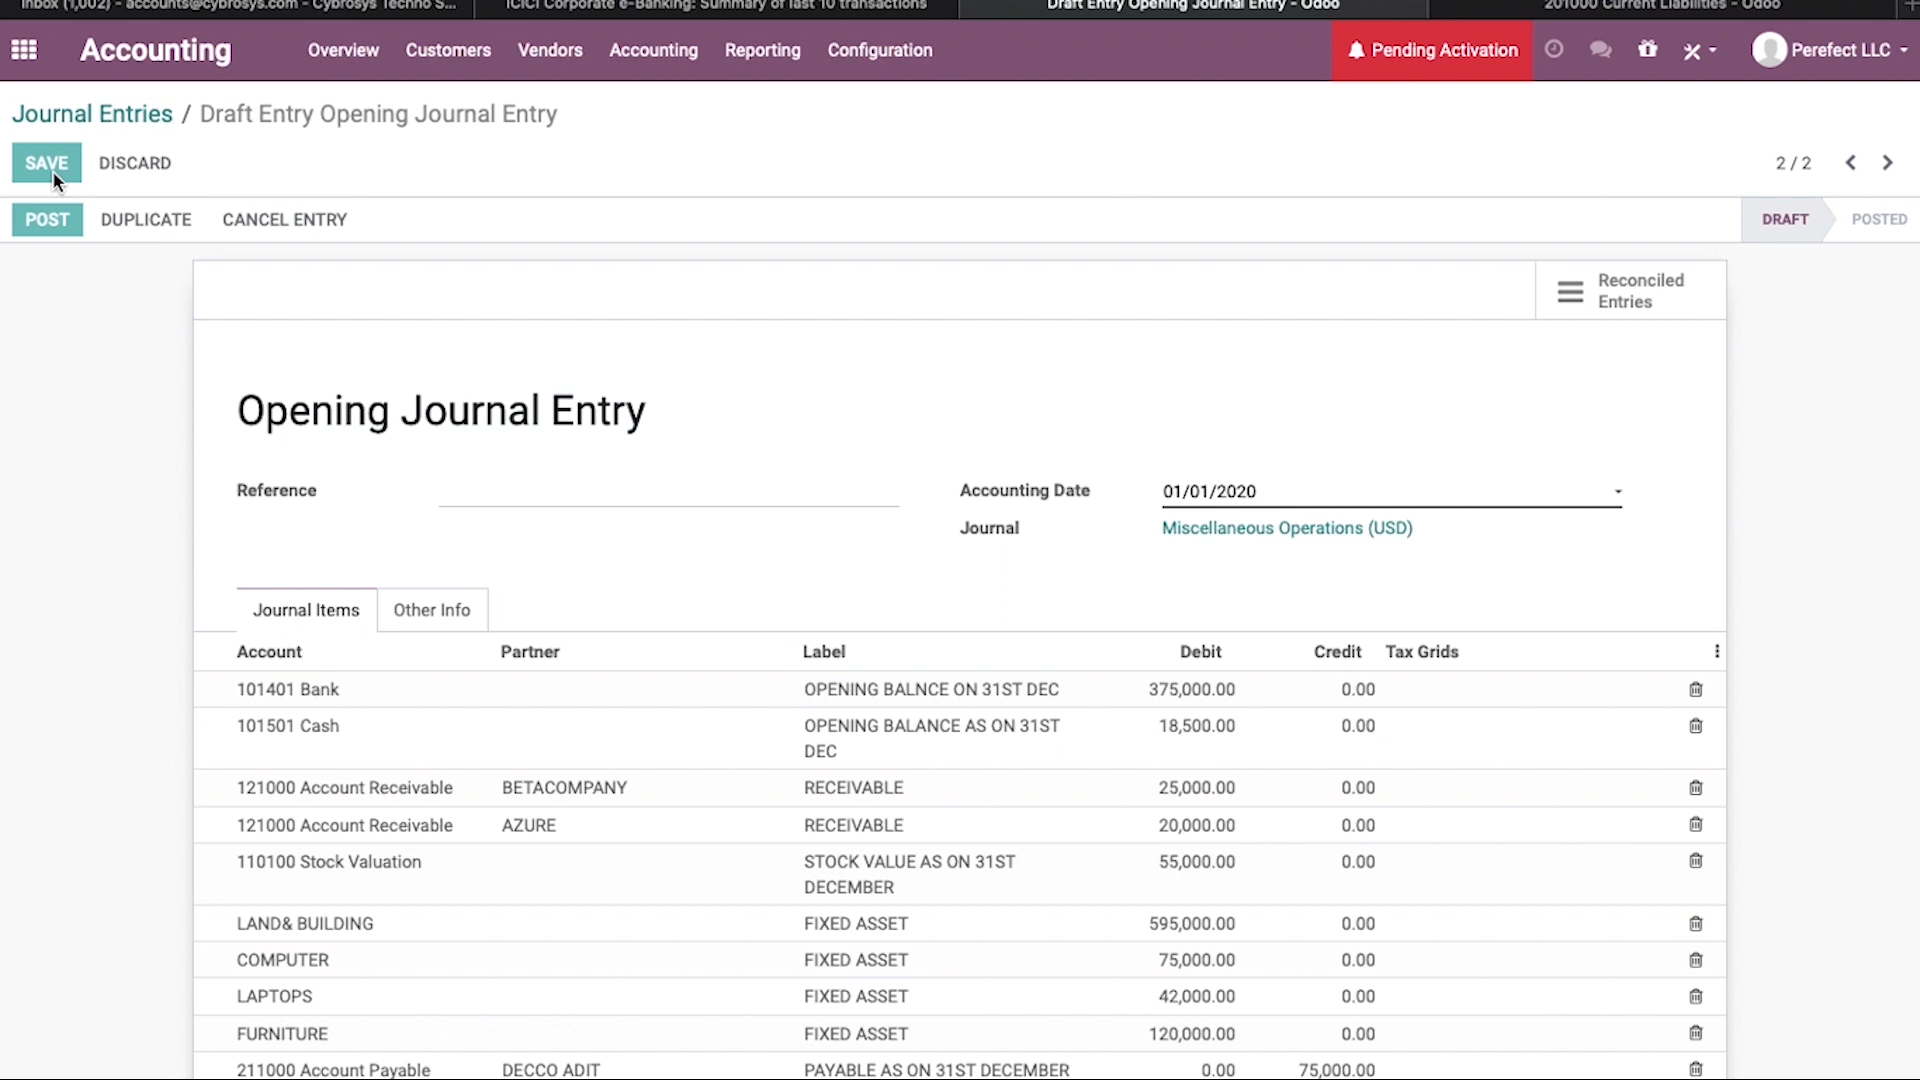 Inbox (1,002) - accounts@cybrosys.com - Cybrosys Techno S...
ICICI Corporate e-Banking: Summary of last 10 transactions
Draft Entry Opening Journal Entry - Odoo
201000 Current Liabilities - Odoo
Accounting
Overview Customers Vendors Accounting Reporting Configuration
Pending Activation
Perefect LLC
Journal Entries / Draft Entry Opening Journal Entry
SAVE DISCARD
2 / 2
POST DUPLICATE CANCEL ENTRY
DRAFT POSTED
Reconciled
Entries
Opening Journal Entry
Reference
Accounting Date 01/01/2020
Journal Miscellaneous Operations (USD)
Journal Items Other Info
Account Partner Label Debit Credit Tax Grids
101401 Bank OPENING BALNCE ON 31ST DEC 375,000.00 0.00
101501 Cash OPENING BALANCE AS ON 31ST 18,500.00 0.00
DEC
121000 Account Receivable BETACOMPANY RECEIVABLE 25,000.00 0.00
121000 Account Receivable AZURE RECEIVABLE 20,000.00 0.00
110100 Stock Valuation STOCK VALUE AS ON 31ST 55,000.00 0.00
DECEMBER
LAND& BUILDING FIXED ASSET 595,000.00 0.00
COMPUTER FIXED ASSET 75,000.00 0.00
LAPTOPS FIXED ASSET 42,000.00 0.00
FURNITURE FIXED ASSET 120,000.00 0.00
211000 Account Payable DECCO ADIT PAYABLE AS ON 31ST DECEMBER 0.00 75,000.00